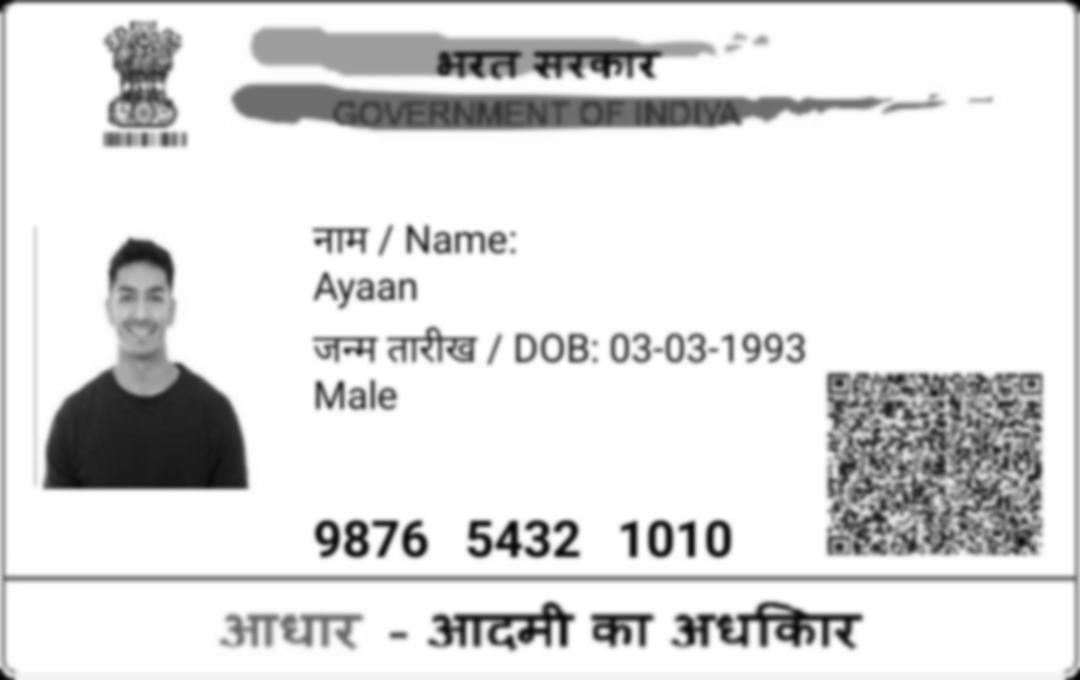 भरत सरकार
GOVERNMENT OF INDIYA
नाम / Name:
Ayaan
जन्म तारीख / DOB: 03-03-1993
Male
9876 5432 1010
आधार - आदमी का अधकिार